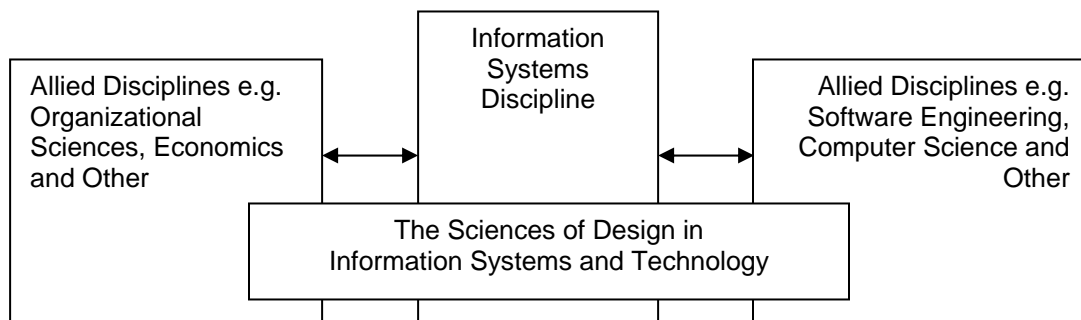 Information
Systems
Discipline
Allied Disciplines e.g.
Organizational
Sciences, Economics
and Other
Allied Disciplines e.g.
Software Engineering,
Computer Science and
Other
The Sciences of Design in
Information Systems and Technology